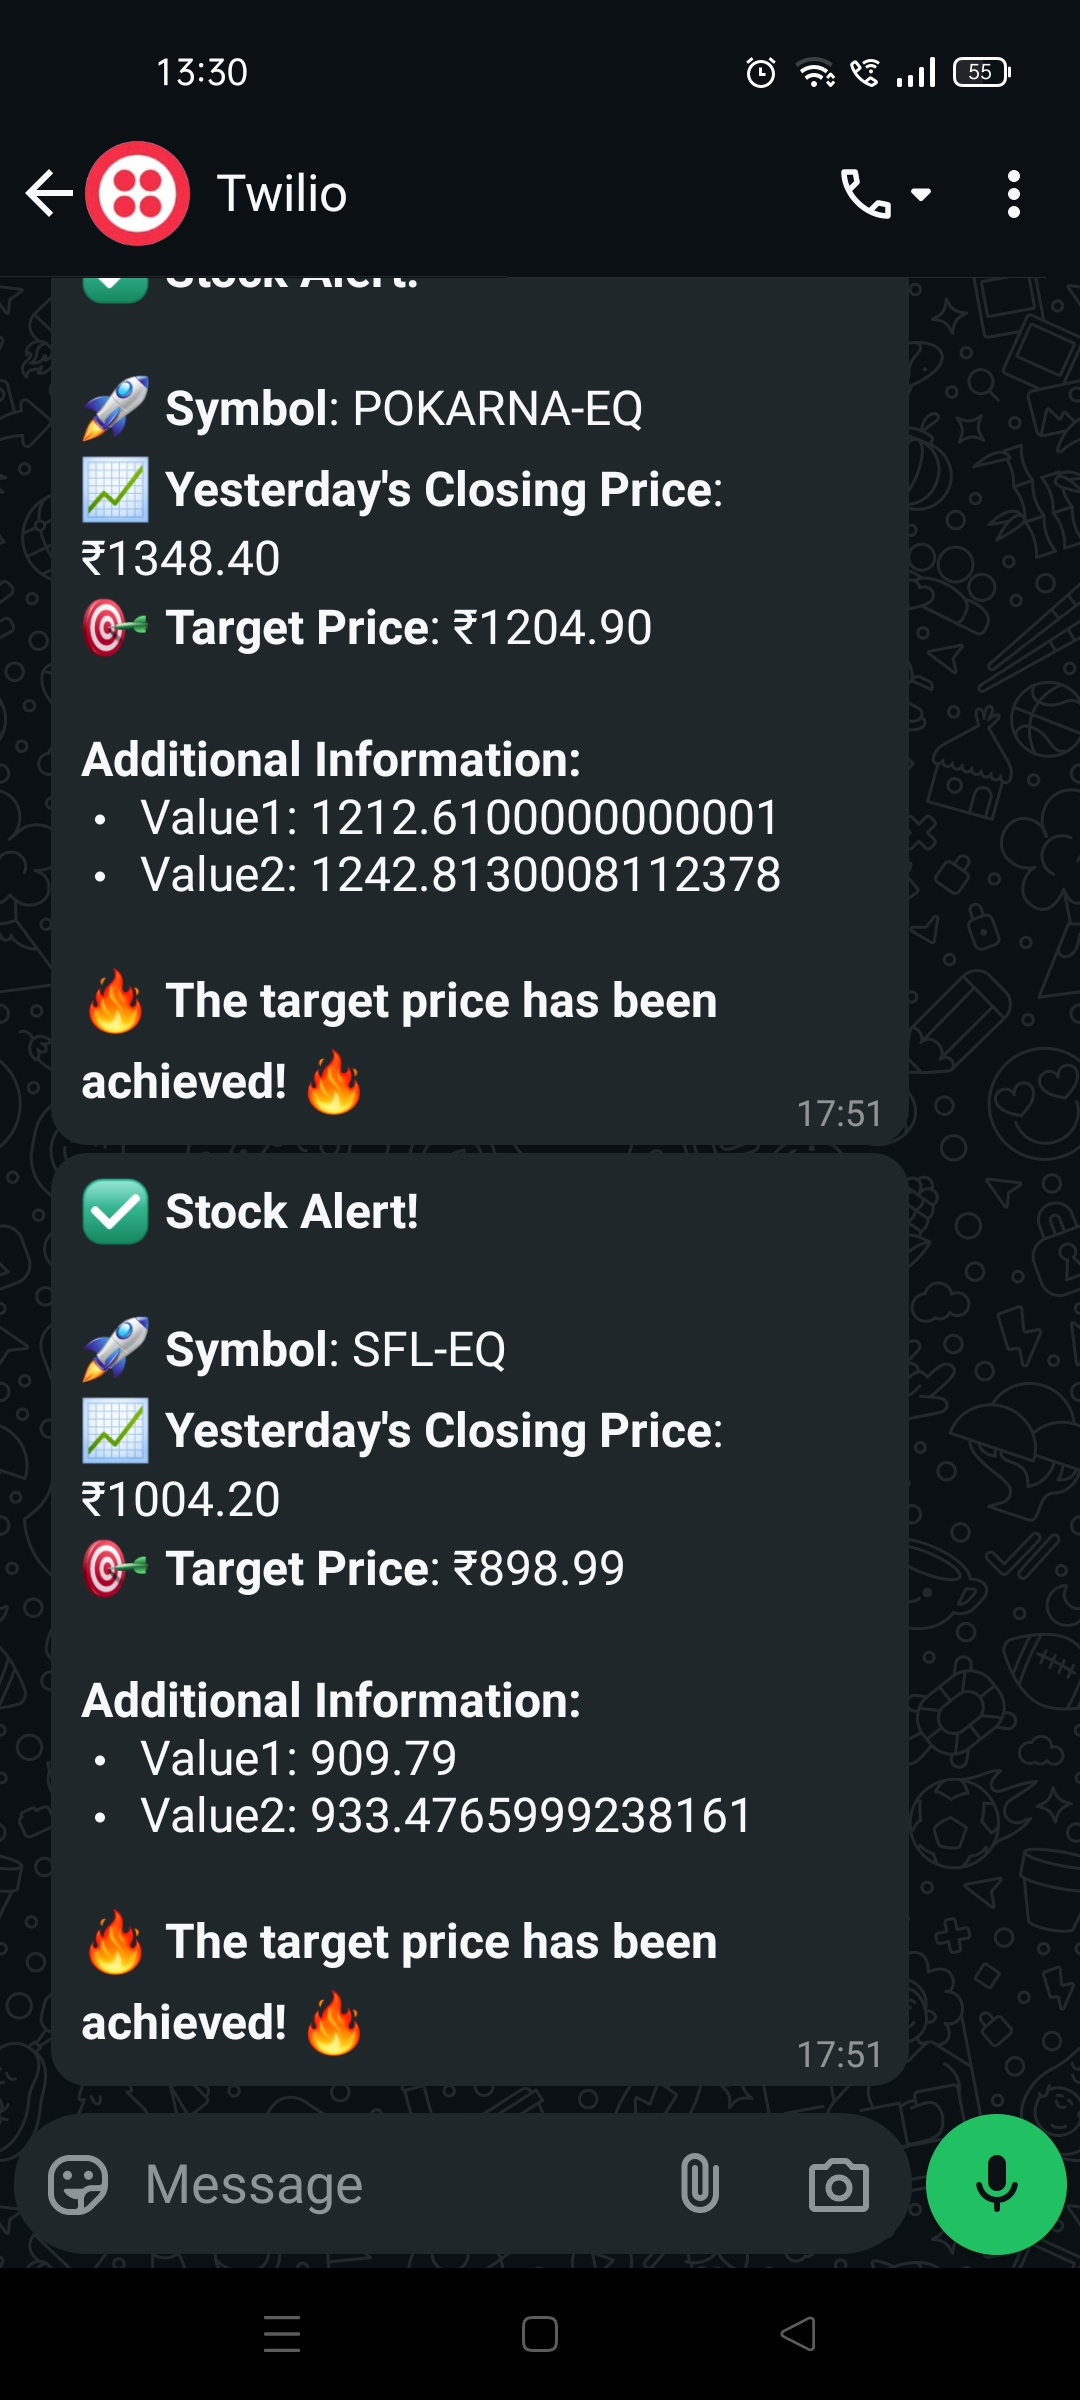 13:30
55
Twilio
Stock Alert!
🚀 Symbol: POKARNA-EQ
📈 Yesterday's Closing Price:
₹1348.40
🎯 Target Price: ₹1204.90
Additional Information:
• Value1: 1212.6100000000001
• Value2: 1242.8130008112378
🔥 The target price has been
achieved! 🔥
17:51
✅ Stock Alert!
🚀 Symbol: SFL-EQ
📈 Yesterday's Closing Price:
₹1004.20
🎯 Target Price: ₹898.99
Additional Information:
• Value1: 909.79
• Value2: 933.4765999238161
🔥 The target price has been
achieved! 🔥
17:51
Message